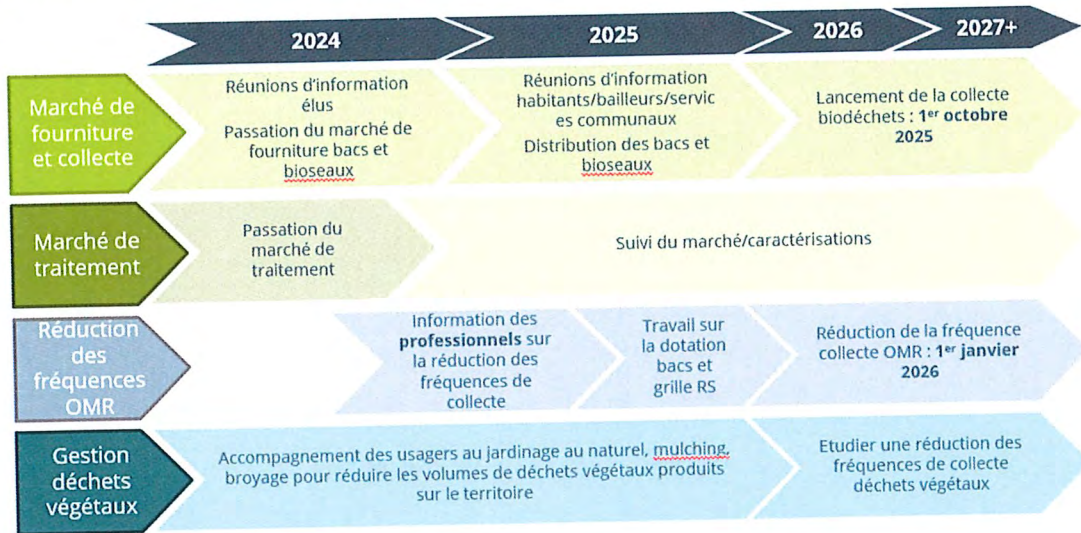 2024
2025
2026
2027+
Marché de
fourniture
et collecte
Réunions d'information
élus
Passation du marché de
fourniture bacs et
bioseaux
Réunions d'information
habitants/bailleurs/servic
es communaux
Distribution des bacs et
bioseaux
Lancement de la collecte
biodéchets : 1er octobre
2025
Marché de
traitement
Passation du
marché de
traitement
Suivi du marché/caractérisations
Réduction
des
fréquences
OMR
Information des
professionnels sur
la réduction des
fréquences de
collecte
Travail sur
la dotation
bacs et
grille RS
Réduction de la fréquence
collecte OMR : 1er janvier
2026
Gestion
déchets
végétaux
Accompagnement des usagers au jardinage au naturel, mulching,
broyage pour réduire les volumes de déchets végétaux produits
sur le territoire
Etudier une réduction des
fréquences de collecte
déchets végétaux